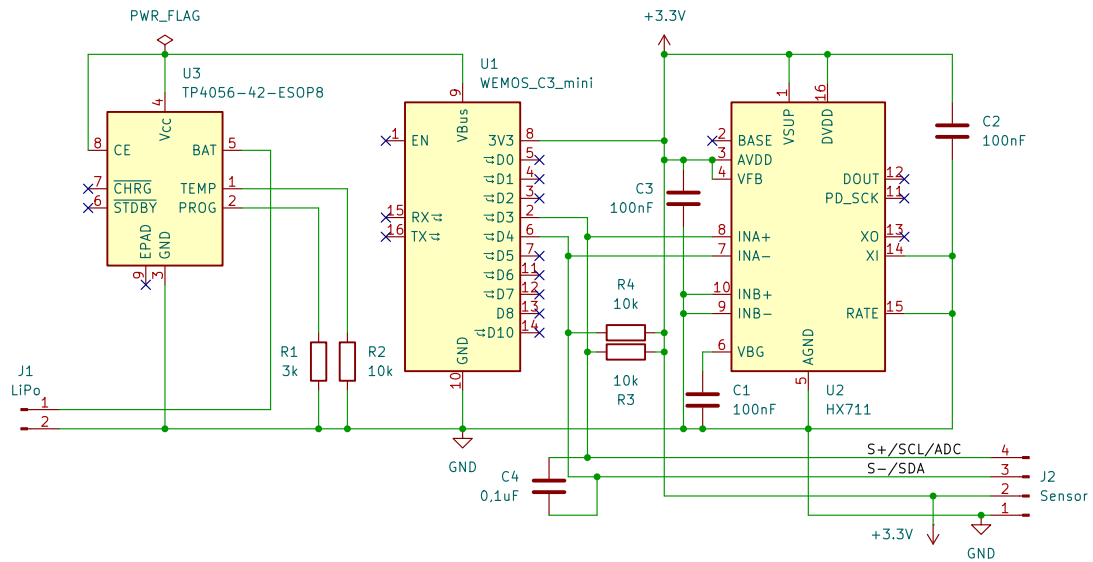 PWR_FLAG
U3
TP4056-42-ESOP8
4
Vcc
8
CE
BAT
5
7
CHRG
TEMP
1
6
STDBY
PROG
2
EPAD
GND
9
3
R1
3k
R2
10k
J1
LiPo
1
2
U1
WEMOS_C3_mini
9
VBus
1
EN
3V3
8
D0
5
D1
4
D2
3
15
RX
D3
2
16
TX
D4
6
D5
7
D6
11
D7
12
D8
13
D10
14
GND
10
GND
+3.3V
C3
100nF
R4
10k
10k
R3
1
16
VSUP
DVDD
2
BASE
3
AVDD
4
VFB
DOUT
12
PD_SCK
11
8
INA+
XO
13
7
INA-
XI
14
10
INB+
9
INB-
RATE
15
6
VBG
AGND
5
U2
HX711
C1
100nF
C2
100nF
C4
0,1uF
S+/SCL/ADC
4
S-/SDA
3
J2
2
Sensor
1
+3.3V
GND